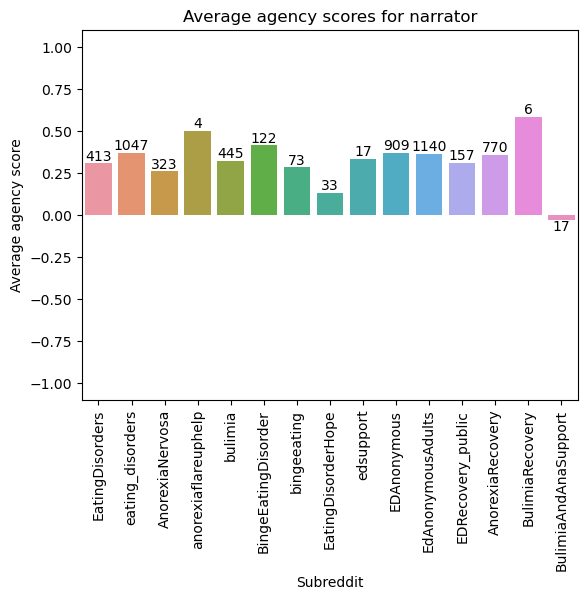 Average agency scores for narrator
Average agency score
1.00
0.75
0.50
0.25
0.00
−0.25
−0.50
−0.75
−1.00
413
1047
323
4
445
122
73
33
17
909
1140
157
770
6
17
EatingDisorders
eating_disorders
AnorexiaNervosa
anorexiaflareuphelp
bulimia
BingeEatingDisorder
bingeeating
EatingDisorderHope
edsupport
EDAnonymous
EdAnonymousAdults
EDRecovery_public
AnorexiaRecovery
BulimiaRecovery
BulimiaAndAnaSupport
Subreddit